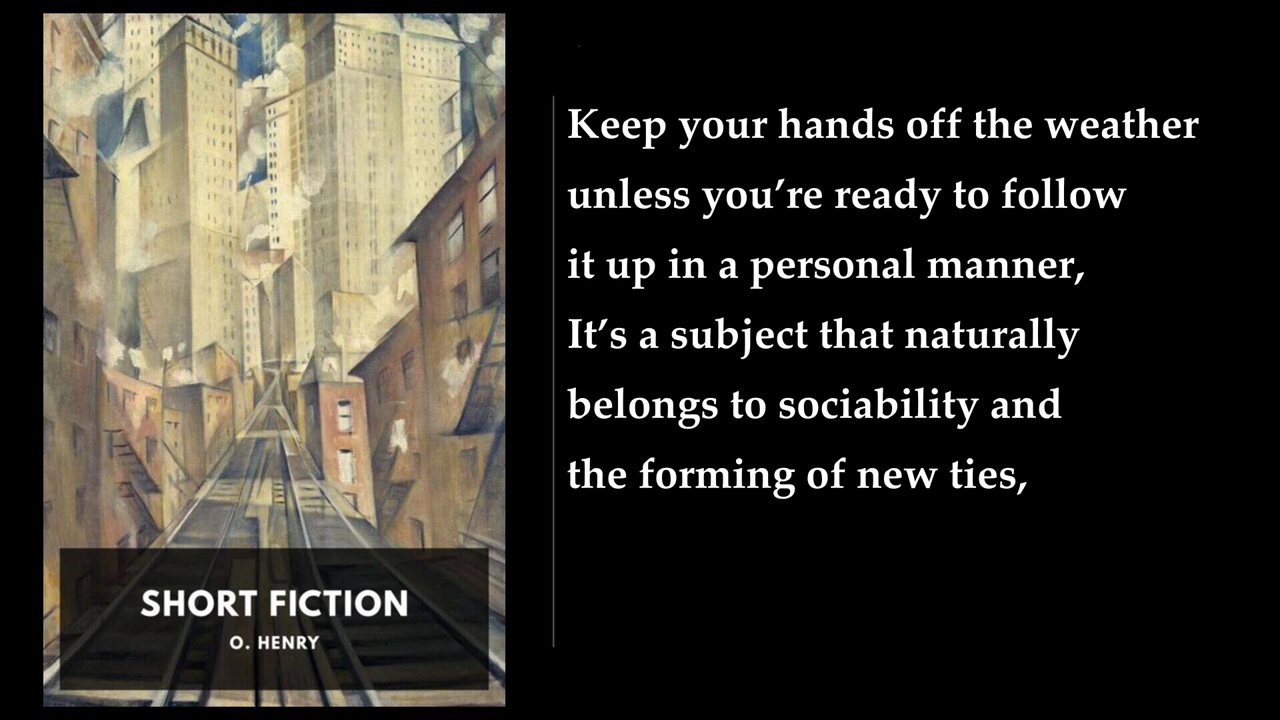 Keep your hands off the weather
unless you’re ready to follow
it up in a personal manner,
It’s a subject that naturally
belongs to sociability and
the forming of new ties,
SHORT FICTION
O. HENRY